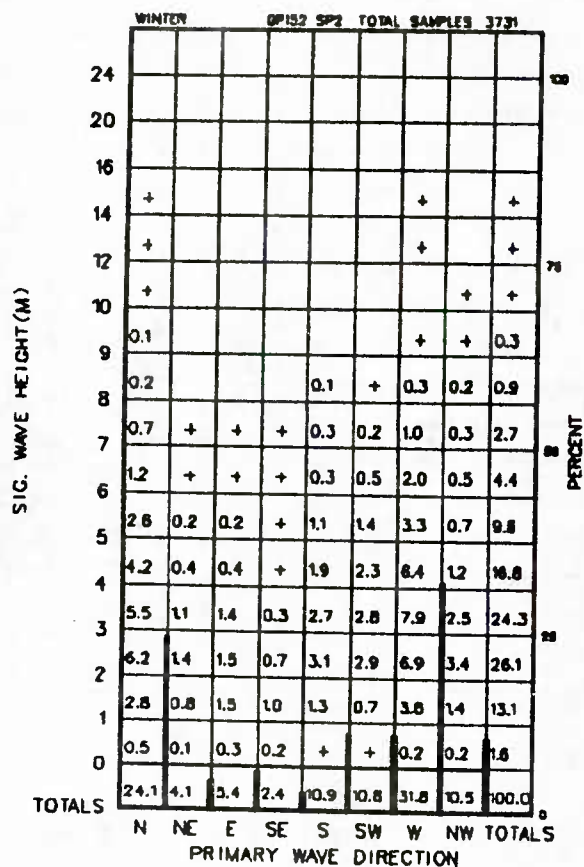 WINTER GP152 SP2 TOTAL SAMPLES 3731
24 100
20
16
+ + +
14
+ + +
12 75
+ + +
10
0.1 + + 0.3
9
0.2 0.1 + 0.3 0.2 0.9
8
0.7 + + + 0.3 0.2 1.0 0.3 2.7
7 50
1.2 + + + 0.3 0.5 2.0 0.5 4.4
6
2.6 0.2 0.2 + 1.1 1.4 3.3 0.7 9.6
5
4.2 0.4 0.4 + 1.9 2.3 6.4 1.2 16.8
4
5.5 1.1 1.4 0.3 2.7 2.8 7.9 2.5 24.3
3 25
6.2 1.4 1.5 0.7 3.1 2.9 6.9 3.4 26.1
2
2.8 0.8 1.5 1.0 1.3 0.7 3.6 1.4 13.1
1
0.5 0.1 0.3 0.2 + + 0.2 0.2 1.6
0
TOTALS 24.1 4.1 5.4 2.4 10.9 10.8 31.8 10.5 100.0 0
N NE E SE S SW W NW TOTALS
PRIMARY WAVE DIRECTION
SIG. WAVE HEIGHT(M)
PERCENT